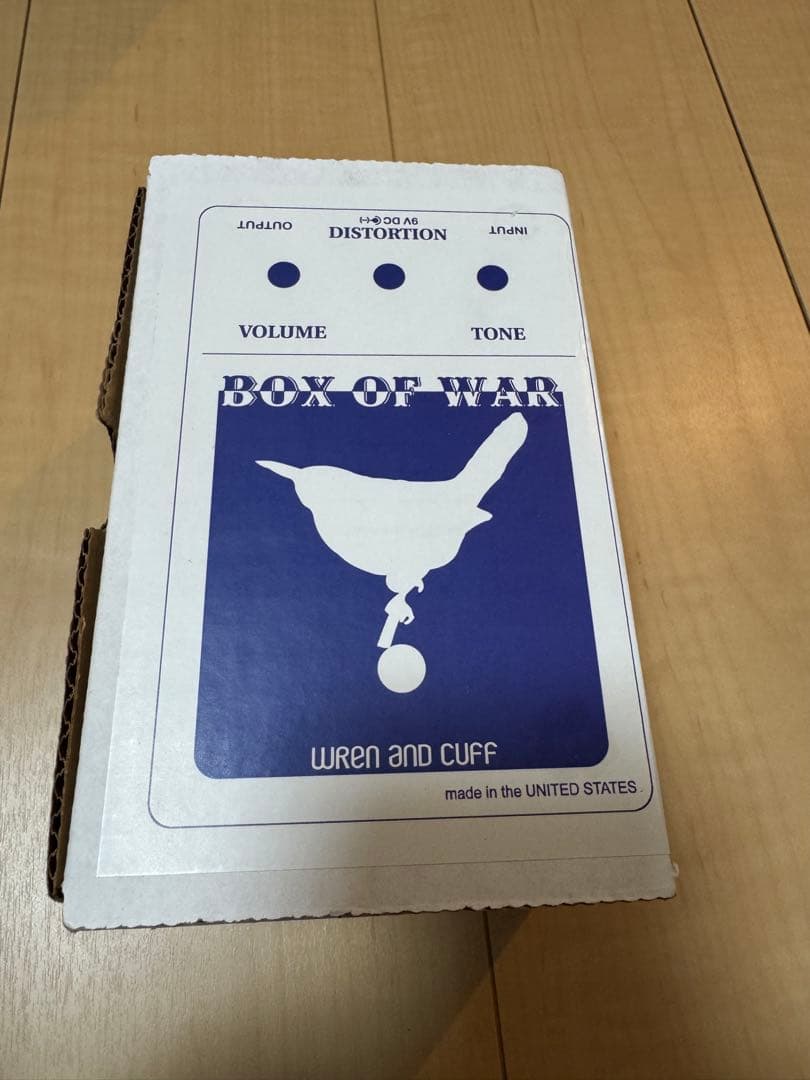 OUTPUT
9V DC
INPUT
DISTORTION
VOLUME
TONE
BOX OF WAR
wren and cuff
made in the UNITED STATES